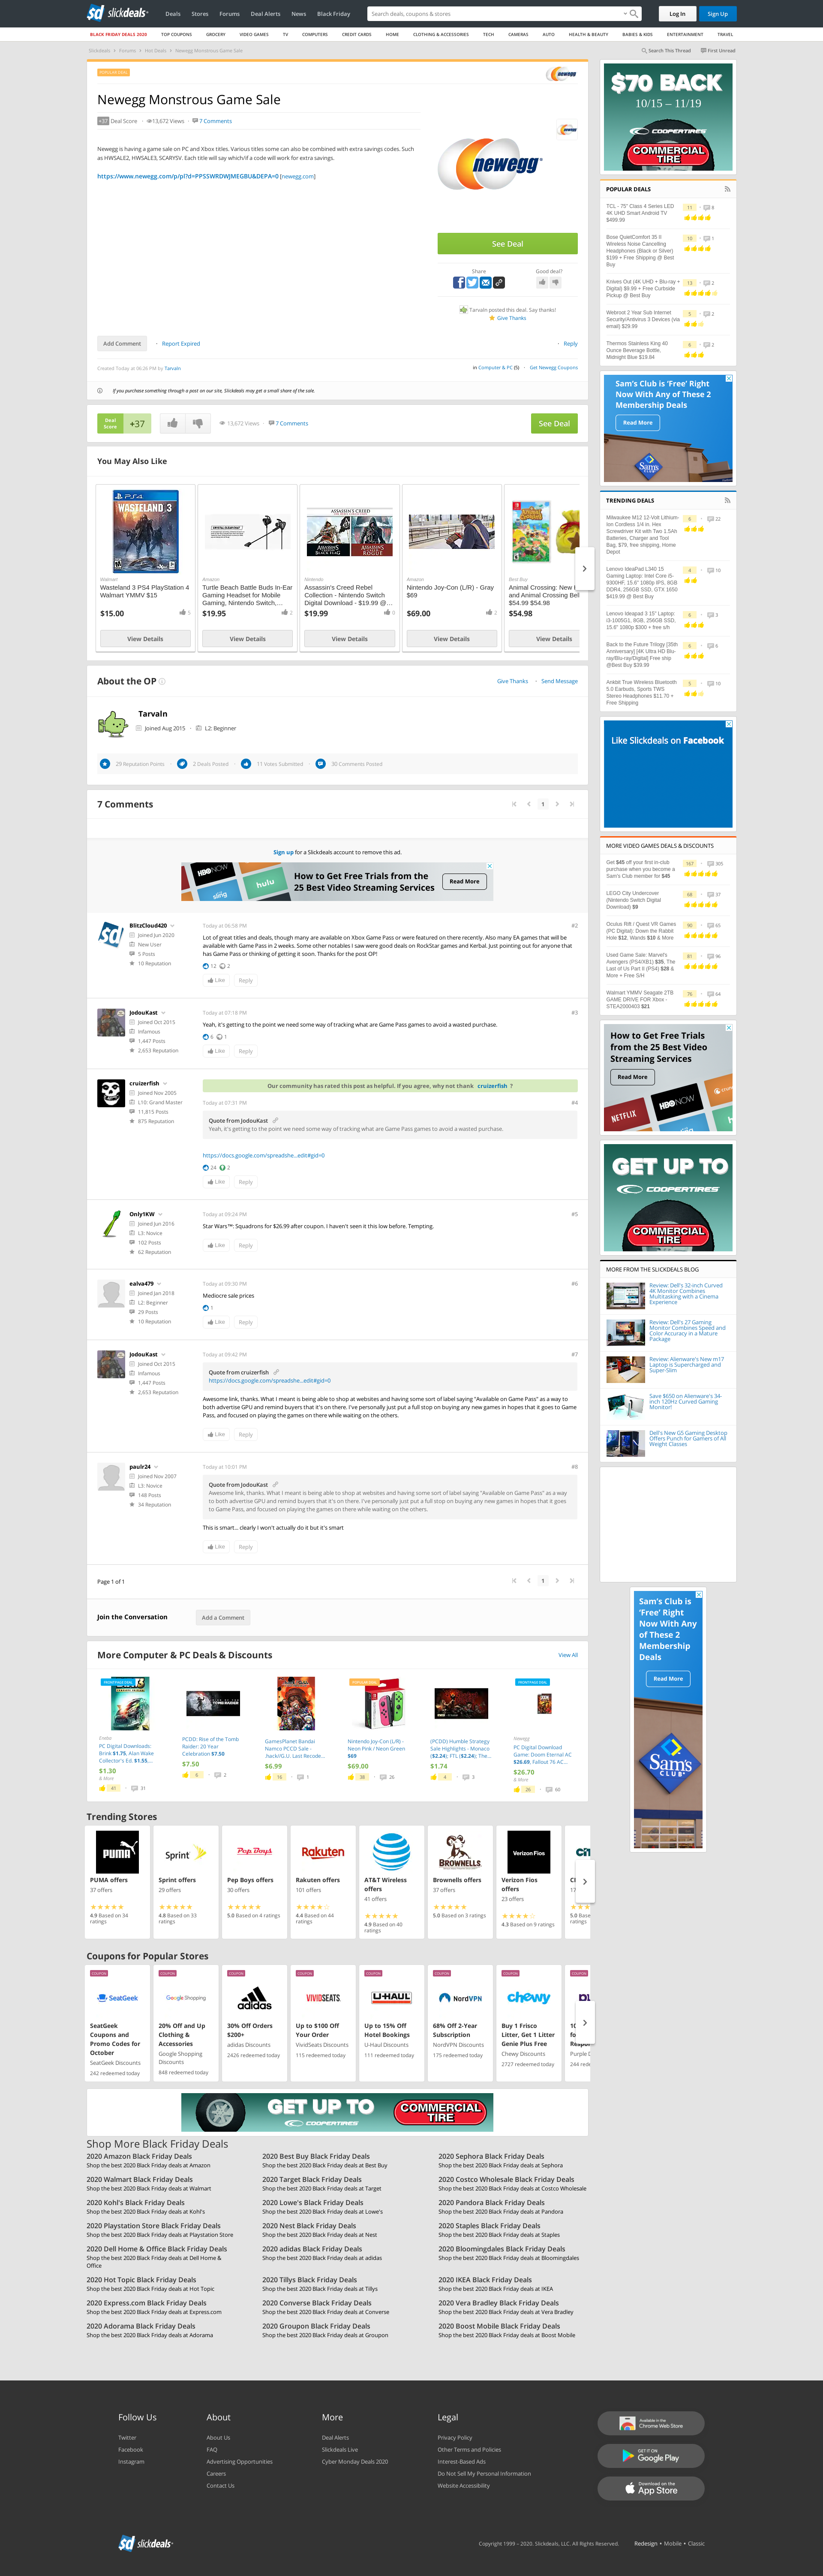 slickdeals
Deals
Stores
Forums
Deal Alerts
News
Black Friday
Search deals, coupons & stores
Log In
Sign Up
BLACK FRIDAY DEALS 2020
TOP COUPONS
GROCERY
VIDEO GAMES
TV
COMPUTERS
CREDIT CARDS
HOME
CLOTHING & ACCESSORIES
TECH
CAMERAS
AUTO
HEALTH & BEAUTY
BABIES & KIDS
ENTERTAINMENT
TRAVEL
Slickdeals
Forums
Hot Deals
Newegg Monstrous Game Sale
Search This Thread
First Unread
POPULAR DEAL
newegg
Newegg Monstrous Game Sale
+37 Deal Score
13,672 Views
7 Comments
Newegg is having a game sale on PC and Xbox titles. Various titles some can also be combined with extra savings codes. Such
as HWSALE2, HWSALE3, SCARYSV. Each title will say which/if a code will work for extra savings.
https://www.newegg.com/p/pl?d=PPSSWRDWJMEGBU&DEPA=0 [newegg.com]
newegg
newegg
See Deal
Share
Good deal?
Tarvaln posted this deal. Say thanks!
Give Thanks
Add Comment
Report Expired
Reply
Created Today at 06:26 PM by Tarvaln
in Computer & PC (5)
Get Newegg Coupons
If you purchase something through a post on our site, Slickdeals may get a small share of the sale.
Deal Score
+37
13,672 Views
7 Comments
See Deal
You May Also Like
Walmart
Wasteland 3 PS4 PlayStation 4
Walmart YMMV $15
$15.00
5
View Details
Amazon
Turtle Beach Battle Buds In-Ear
Gaming Headset for Mobile
Gaming, Nintendo Switch,...
$19.95
2
View Details
Nintendo
Assassin's Creed Rebel
Collection - Nintendo Switch
Digital Download - $19.99 @...
$19.99
0
View Details
Amazon
Nintendo Joy-Con (L/R) - Gray
$69
$69.00
2
View Details
Best Buy
Animal Crossing: New
and Animal Crossing Bel
$54.99 $54.98
$54.98
View Details
About the OP
Give Thanks
Send Message
Tarvaln
Joined Aug 2015
L2: Beginner
29 Reputation Points
2 Deals Posted
11 Votes Submitted
30 Comments Posted
7 Comments
1
Sign up for a Slickdeals account to remove this ad.
HBO NOW
sling
hulu
How to Get Free Trials from the
25 Best Video Streaming Services
Read More
BlitzCloud420
Joined Jun 2020
New User
5 Posts
10 Reputation
Today at 06:58 PM
#2
Lot of great titles and deals, though many are available on Xbox Game Pass or were featured on there recently. Also many EA games that will be
available with Game Pass in 2 weeks. Some other notables I saw were good deals on RockStar games and Kerbal. Just pointing out for anyone that
has Game Pass or thinking of getting it soon. Thanks for the post OP!
12
2
Like
Reply
JodouKast
Joined Oct 2015
Infamous
1,447 Posts
2,653 Reputation
Today at 07:18 PM
#3
Yeah, it's getting to the point we need some way of tracking what are Game Pass games to avoid a wasted purchase.
6
1
Like
Reply
cruizerfish
Joined Nov 2005
L10: Grand Master
11,815 Posts
875 Reputation
Our community has rated this post as helpful. If you agree, why not thank cruizerfish ?
Today at 07:31 PM
#4
Quote from JodouKast
Yeah, it's getting to the point we need some way of tracking what are Game Pass games to avoid a wasted purchase.
https://docs.google.com/spreadshe...edit#gid=0
24
2
Like
Reply
Only1KW
Joined Jun 2016
L3: Novice
102 Posts
62 Reputation
Today at 09:24 PM
#5
Star Wars™: Squadrons for $26.99 after coupon. I haven't seen it this low before. Tempting.
Like
Reply
ealva479
Joined Jan 2018
L2: Beginner
29 Posts
10 Reputation
Today at 09:30 PM
#6
Mediocre sale prices
1
Like
Reply
JodouKast
Joined Oct 2015
Infamous
1,447 Posts
2,653 Reputation
Today at 09:42 PM
#7
Quote from cruizerfish
https://docs.google.com/spreadshe...edit#gid=0
Awesome link, thanks. What I meant is being able to shop at websites and having some sort of label saying "Available on Game Pass" as a way to
both advertise GPU and remind buyers that it's on there. I've personally just put a full stop on buying any new games in hopes that it goes to Game
Pass, and focused on playing the games on there while waiting on the others.
Like
Reply
paulr24
Joined Nov 2007
L3: Novice
148 Posts
34 Reputation
Today at 10:01 PM
#8
Quote from JodouKast
Awesome link, thanks. What I meant is being able to shop at websites and having some sort of label saying "Available on Game Pass" as a way
to both advertise GPU and remind buyers that it's on there. I've personally just put a full stop on buying any new games in hopes that it goes
to Game Pass, and focused on playing the games on there while waiting on the others.
This is smart... clearly I won't actually do it but it's smart
Like
Reply
Page 1 of 1
1
Join the Conversation
Add a Comment
More Computer & PC Deals & Discounts
View All
PC Digital Downloads:
Brink $1.75, Alan Wake
Collector's Ed. $1.55,...
$1.30
& More
31
PCDD: Rise of the Tomb
Raider: 20 Year
Celebration $7.50
$7.50
6
2
GamesPlanet Bandai
Namco PCCD Sale -
.hack//G.U. Last Recode...
$6.99
16
1
Nintendo Joy-Con (L/R) -
Neon Pink / Neon Green
$69
$69.00
38
26
(PCDD) Humble Strategy
Sale Highlights - Monaco
($2.24); FTL ($2.24); The...
$1.74
4
3
Newegg
PC Digital Download
Game: Doom Eternal AC
$26.69, Fallout 76 AC...
$26.70
& More
26
60
Trending Stores
PUMA offers
37 offers
4.9 Based on 34
ratings
Sprint offers
29 offers
4.8 Based on 33
ratings
Pep Boys offers
30 offers
5.0 Based on 4 ratings
Rakuten offers
101 offers
4.4 Based on 44
ratings
AT&T Wireless
offers
41 offers
4.9 Based on 40
ratings
Brownells offers
37 offers
5.0 Based on 3 ratings
Verizon Fios
offers
23 offers
4.3 Based on 9 ratings
Coupons for Popular Stores
COUPON
SeatGeek
SeatGeek
Coupons and
Promo Codes for
October
SeatGeek Discounts
242 redeemed today
COUPON
Google Shopping
20% Off and Up
Clothing &
Accessories
Google Shopping
Discounts
848 redeemed today
COUPON
adidas
30% Off Orders
$200+
adidas Discounts
2426 redeemed today
COUPON
VIVIDSEATS.
Up to $100 Off
Your Order
VividSeats Discounts
115 redeemed today
COUPON
U-HAUL
Up to 15% Off
Hotel Bookings
U-Haul Discounts
111 redeemed today
COUPON
NordVPN
68% Off 2-Year
Subscription
NordVPN Discounts
175 redeemed today
COUPON
chewy
Buy 1 Frisco
Litter, Get 1 Litter
Genie Plus Free
Chewy Discounts
2727 redeemed today
COUPON
GET UP TO
COOPERTIRES
COMMERCIAL TIRE
Shop More Black Friday Deals
2020 Amazon Black Friday Deals
Shop the best 2020 Black Friday deals at Amazon
2020 Best Buy Black Friday Deals
Shop the best 2020 Black Friday deals at Best Buy
2020 Sephora Black Friday Deals
Shop the best 2020 Black Friday deals at Sephora
2020 Walmart Black Friday Deals
Shop the best 2020 Black Friday deals at Walmart
2020 Target Black Friday Deals
Shop the best 2020 Black Friday deals at Target
2020 Costco Wholesale Black Friday Deals
Shop the best 2020 Black Friday deals at Costco Wholesale
2020 Kohl's Black Friday Deals
Shop the best 2020 Black Friday deals at Kohl's
2020 Lowe's Black Friday Deals
Shop the best 2020 Black Friday deals at Lowe's
2020 Pandora Black Friday Deals
Shop the best 2020 Black Friday deals at Pandora
2020 Playstation Store Black Friday Deals
Shop the best 2020 Black Friday deals at Playstation Store
2020 Nest Black Friday Deals
Shop the best 2020 Black Friday deals at Nest
2020 Staples Black Friday Deals
Shop the best 2020 Black Friday deals at Staples
2020 Dell Home & Office Black Friday Deals
Shop the best 2020 Black Friday deals at Dell Home &
Office
2020 adidas Black Friday Deals
Shop the best 2020 Black Friday deals at adidas
2020 Bloomingdales Black Friday Deals
Shop the best 2020 Black Friday deals at Bloomingdales
2020 Hot Topic Black Friday Deals
Shop the best 2020 Black Friday deals at Hot Topic
2020 Tillys Black Friday Deals
Shop the best 2020 Black Friday deals at Tillys
2020 IKEA Black Friday Deals
Shop the best 2020 Black Friday deals at IKEA
2020 Express.com Black Friday Deals
Shop the best 2020 Black Friday deals at Express.com
2020 Converse Black Friday Deals
Shop the best 2020 Black Friday deals at Converse
2020 Vera Bradley Black Friday Deals
Shop the best 2020 Black Friday deals at Vera Bradley
2020 Adorama Black Friday Deals
Shop the best 2020 Black Friday deals at Adorama
2020 Groupon Black Friday Deals
Shop the best 2020 Black Friday deals at Groupon
2020 Boost Mobile Black Friday Deals
Shop the best 2020 Black Friday deals at Boost Mobile
$70 BACK
10/15 – 11/19
COOPERTIRES
COMMERCIAL TIRE
POPULAR DEALS
TCL - 75" Class 4 Series LED
4K UHD Smart Android TV
$499.99
11
8
Bose QuietComfort 35 II
Wireless Noise Cancelling
Headphones (Black or Silver)
$199 + Free Shipping @ Best
Buy
10
1
Knives Out (4K UHD + Blu-ray +
Digital) $9.99 + Free Curbside
Pickup @ Best Buy
13
2
Webroot 2 Year Sub Internet
Security/Antivirus 3 Devices (via
email) $29.99
5
2
Thermos Stainless King 40
Ounce Beverage Bottle,
Midnight Blue $19.84
6
2
Sam's Club is 'Free' Right
Now With Any of These 2
Membership Deals
Read More
Sam's CLUB
TRENDING DEALS
Milwaukee M12 12-Volt Lithium-
Ion Cordless 1/4 in. Hex
Screwdriver Kit with Two 1.5Ah
Batteries, Charger and Tool
Bag, $79, free shipping, Home
Depot
6
22
Lenovo IdeaPad L340 15
Gaming Laptop: Intel Core i5-
9300HF, 15.6" 1080p IPS, 8GB
DDR4, 256GB SSD, GTX 1650
$419.99 @ Best Buy
4
10
Lenovo Ideapad 3 15" Laptop:
i3-1005G1, 8GB, 256GB SSD,
15.6" 1080p $300 + free s/h
6
3
Back to the Future Trilogy [35th
Anniversary] [4K Ultra HD Blu-
ray/Blu-ray/Digital] Free ship
@Best Buy $39.99
6
6
Ankbit True Wireless Bluetooth
5.0 Earbuds, Sports TWS
Stereo Headphones $11.70 +
Free Shipping
5
10
Like Slickdeals on Facebook
MORE VIDEO GAMES DEALS & DISCOUNTS
Get $45 off your first in-club
purchase when you become a
Sam's Club member for $45
167
305
LEGO City Undercover
(Nintendo Switch Digital
Download) $9
68
37
Oculus Rift / Quest VR Games
(PC Digital): Down the Rabbit
Hole $12, Wands $10 & More
90
65
Used Game Sale: Marvel's
Avengers (PS4/XB1) $35, The
Last of Us Part II (PS4) $28 &
More + Free S/H
81
96
Walmart YMMV Seagate 2TB
GAME DRIVE FOR Xbox -
STEA2000403I $21
76
64
How to Get Free Trials
from the 25 Best Video
Streaming Services
Read More
NETFLIX
HBO NOW
sling
GET UP TO
COOPERTIRES
COMMERCIAL TIRE
MORE FROM THE SLICKDEALS BLOG
Review: Dell's 32-inch Curved
4K Monitor Combines
Multitasking with a Cinema
Experience
Review: Dell's 27 Gaming
Monitor Combines Speed and
Color Accuracy in a Mature
Package
Review: Alienware's New m17
Laptop is Supercharged and
Super-Slim
Save $650 on Alienware's 34-
inch 120Hz Curved Gaming
Monitor!
Dell's New G5 Gaming Desktop
Offers Punch for Gamers of All
Weight Classes
Sam's Club is
'Free' Right
Now With Any
of These 2
Membership
Deals
Read More
Sam's CLUB
Follow Us
Twitter
Facebook
Instagram
About
About Us
FAQ
Advertising Opportunities
Careers
Contact Us
More
Deal Alerts
Slickdeals Live
Cyber Monday Deals 2020
Legal
Privacy Policy
Other Terms and Policies
Interest-Based Ads
Do Not Sell My Personal Information
Website Accessibility
Available in the
Chrome Web Store
GET IT ON
Google Play
Download on the
App Store
slickdeals
Copyright 1999 - 2020. Slickdeals, LLC. All Rights Reserved.
Redesign • Mobile • Classic